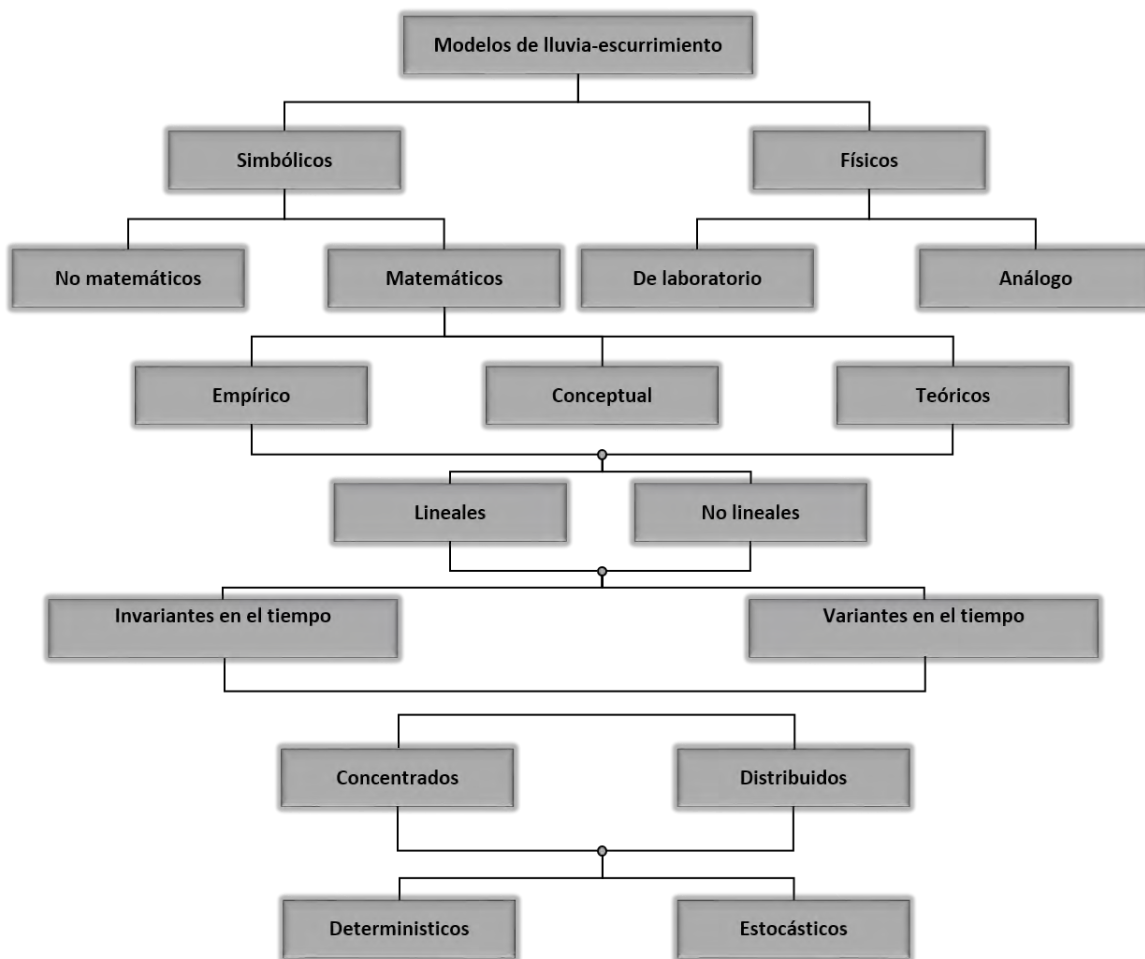 Modelos de lluvia-escurrimiento
Simbólicos
Físicos
No matemáticos
Matemáticos
De laboratorio
Análogo
Empírico
Conceptual
Teóricos
Lineales
No lineales
Invariantes en el tiempo
Variantes en el tiempo
Concentrados
Distribuidos
Deterministicos
Estocásticos